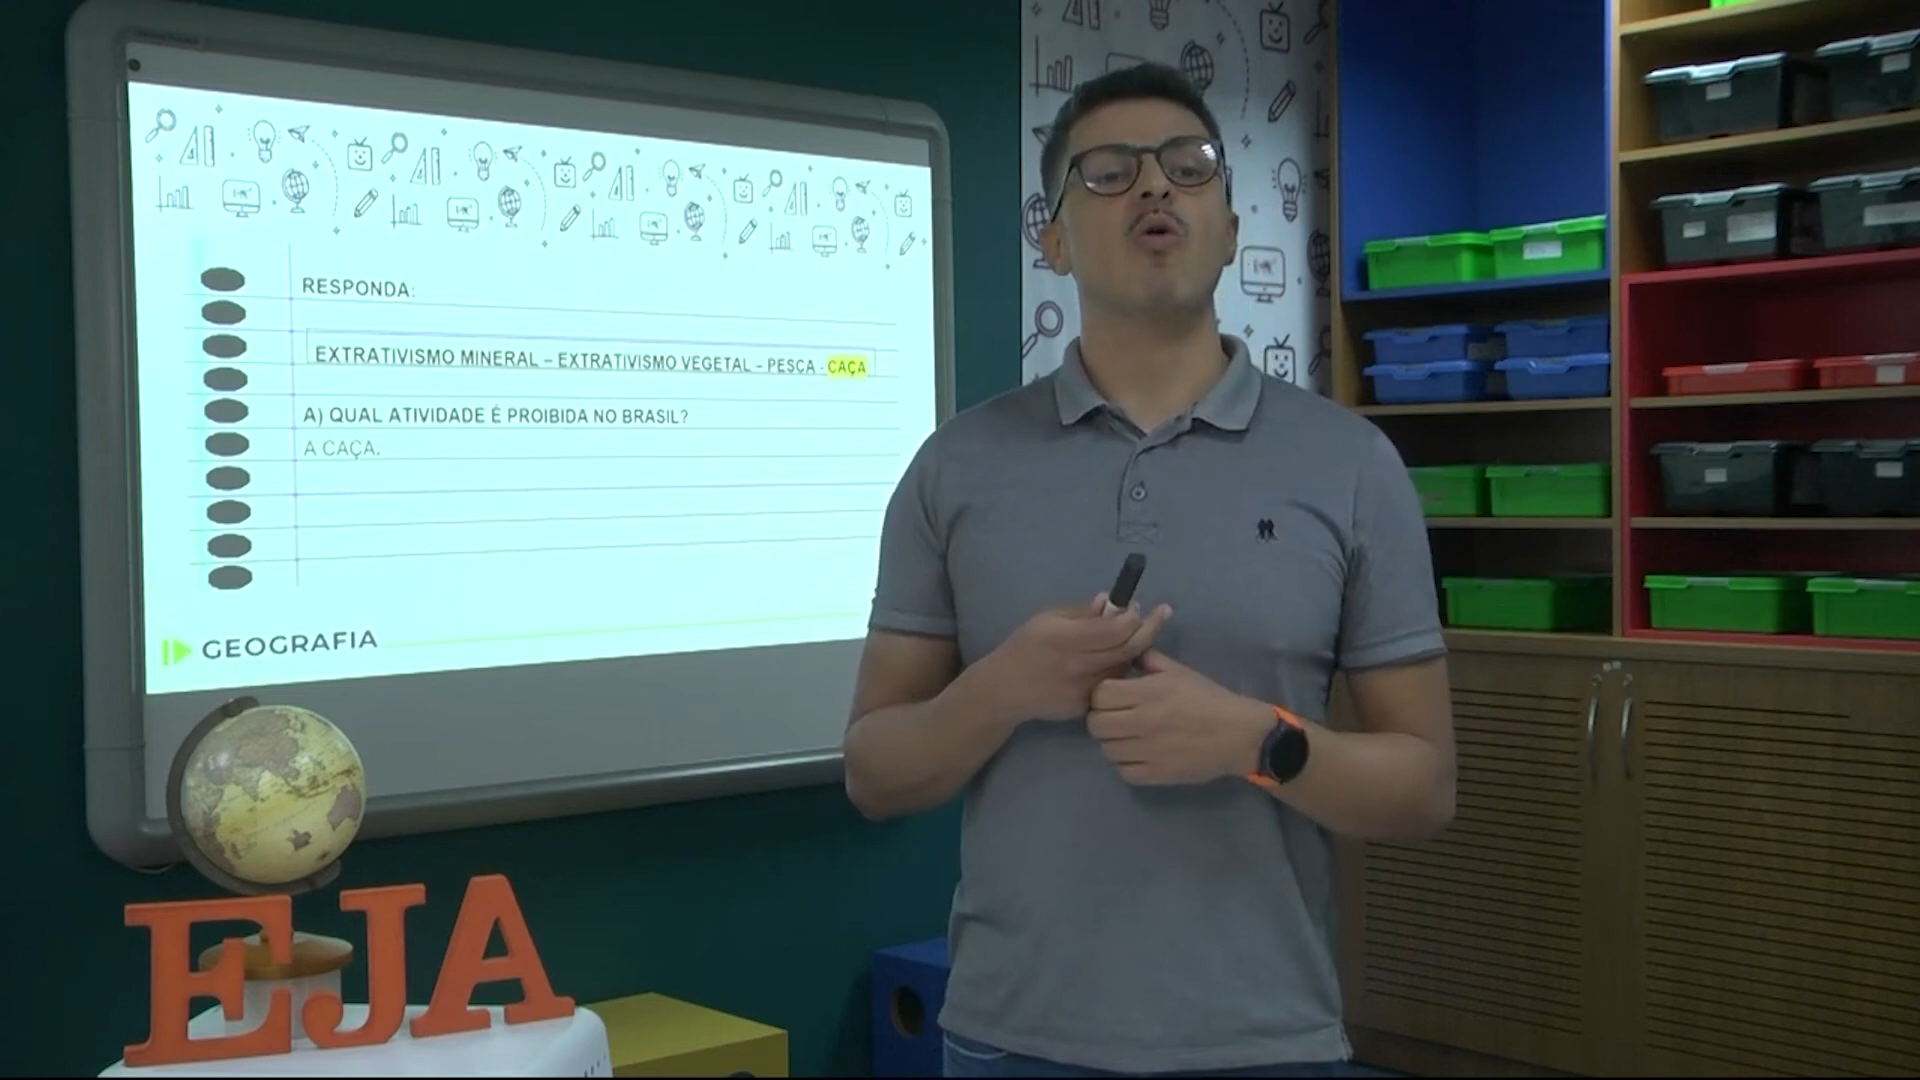 RESPONDA:
EXTRATIVISMO MINERAL – EXTRATIVISMO VEGETAL – PESCA - CAÇA
A) QUAL ATIVIDADE É PROIBIDA NO BRASIL?
A CAÇA.
GEOGRAFIA
EJA